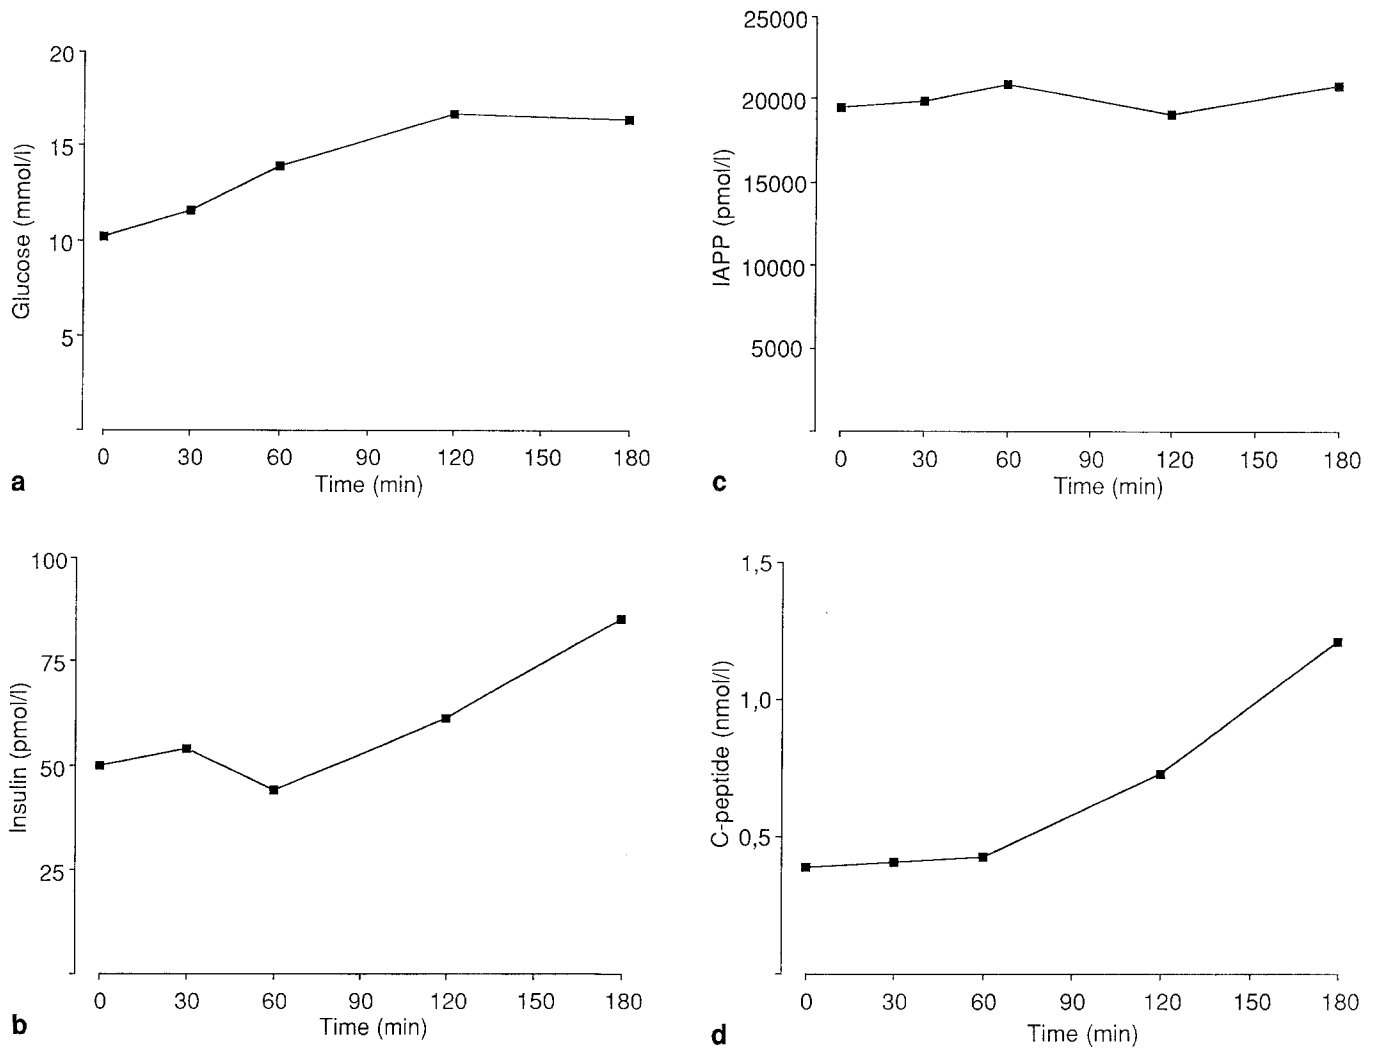 20
15
10
5
Glucose (mmol/l)
0 30 60 90 120 150 180
Time (min)
a
25000
20000
15000
10000
5000
IAPP (pmol/l)
0 30 60 90 120 150 180
Time (min)
c
100
75
50
25
Insulin (pmol/l)
0 30 60 90 120 150 180
Time (min)
b
1,5
1,0
0,5
C-peptide (nmol/l)
0 30 60 90 120 150 180
Time (min)
d